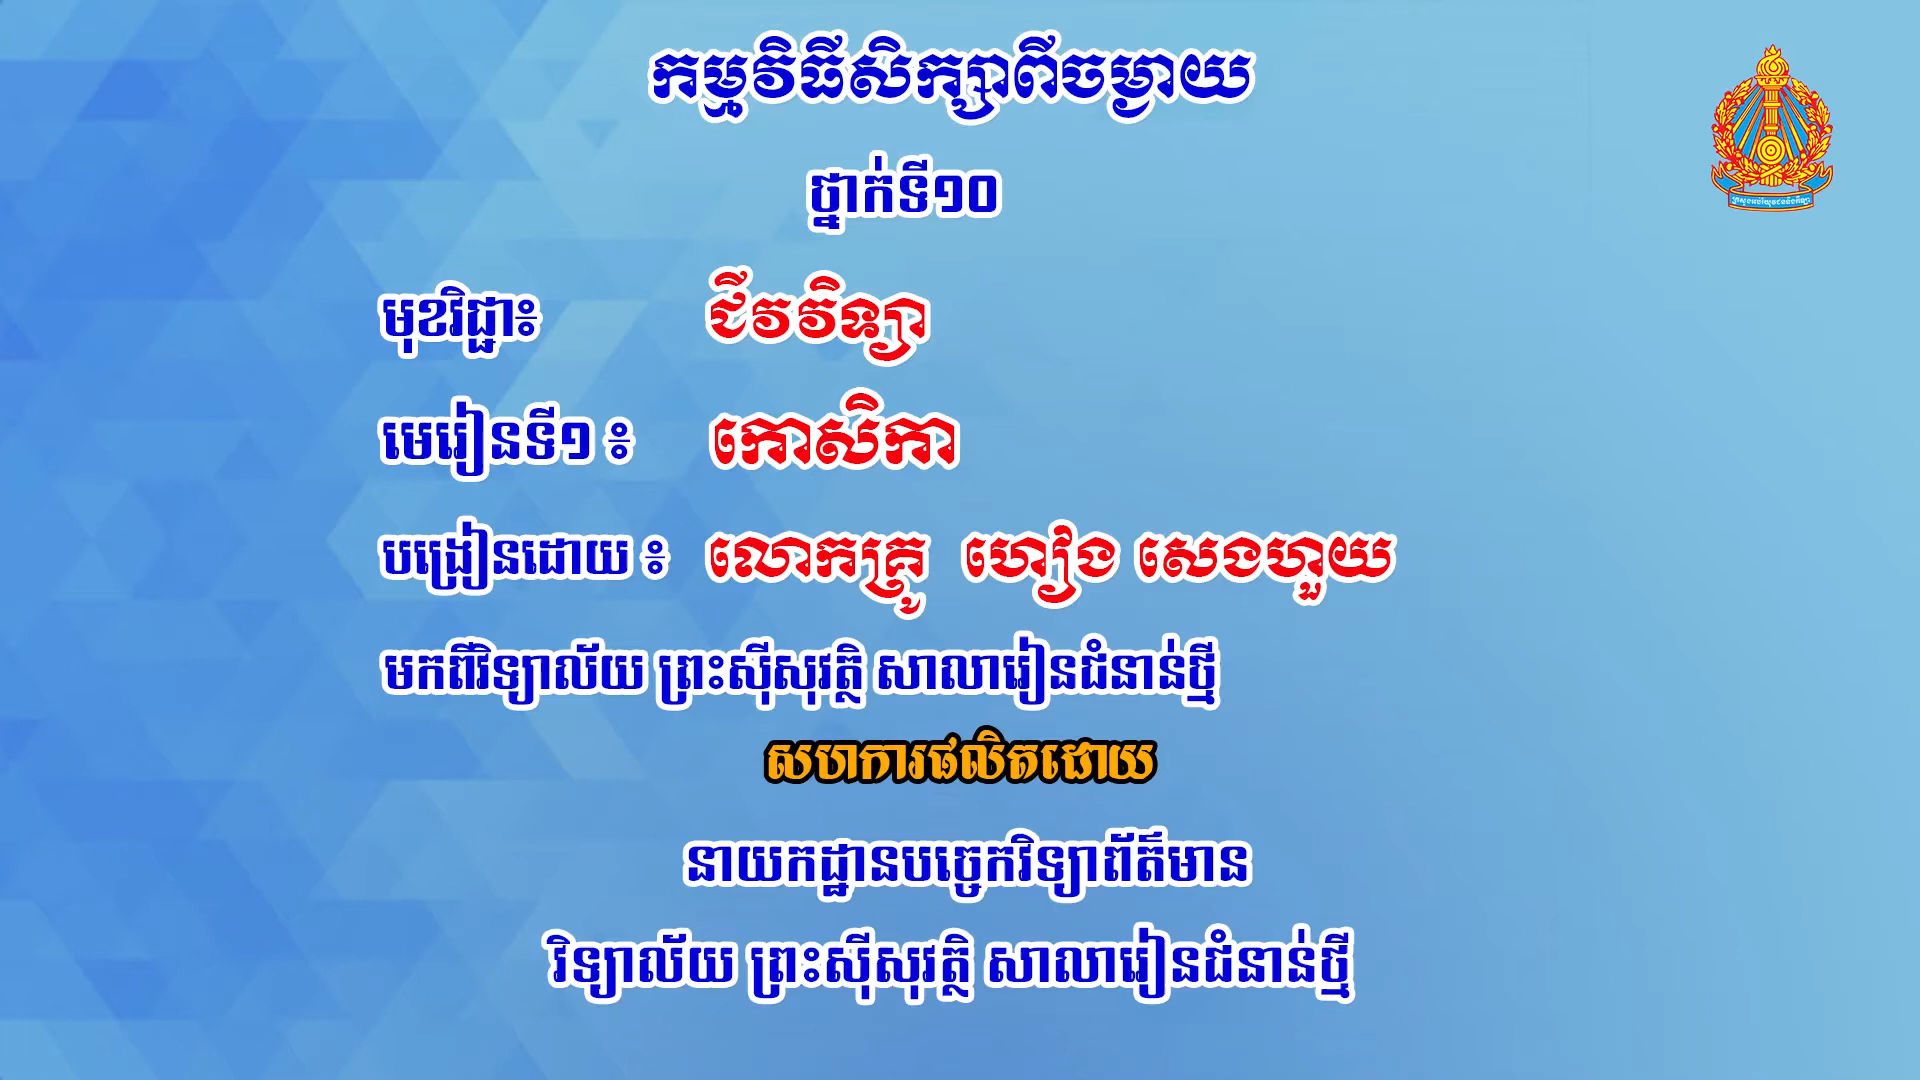 កម្មវិធីសិក្សាពីចម្ងាយ
ថ្នាក់ទី១០
មុខវិជ្ជា៖ ជីវវិទ្យា
មេរៀនទី១ ៖ កោសិកា
បង្រៀនដោយ ៖ លោកគ្រូ ហៀង សេងហួយ
មកពីវិទ្យាល័យ ព្រះស៊ីសុវត្ថិ សាលារៀនជំនាន់ថ្មី
សហការផលិតដោយ
នាយកដ្ឋានបច្ចេកវិទ្យាព័ត៌មាន
វិទ្យាល័យ ព្រះស៊ីសុវត្ថិ សាលារៀនជំនាន់ថ្មី